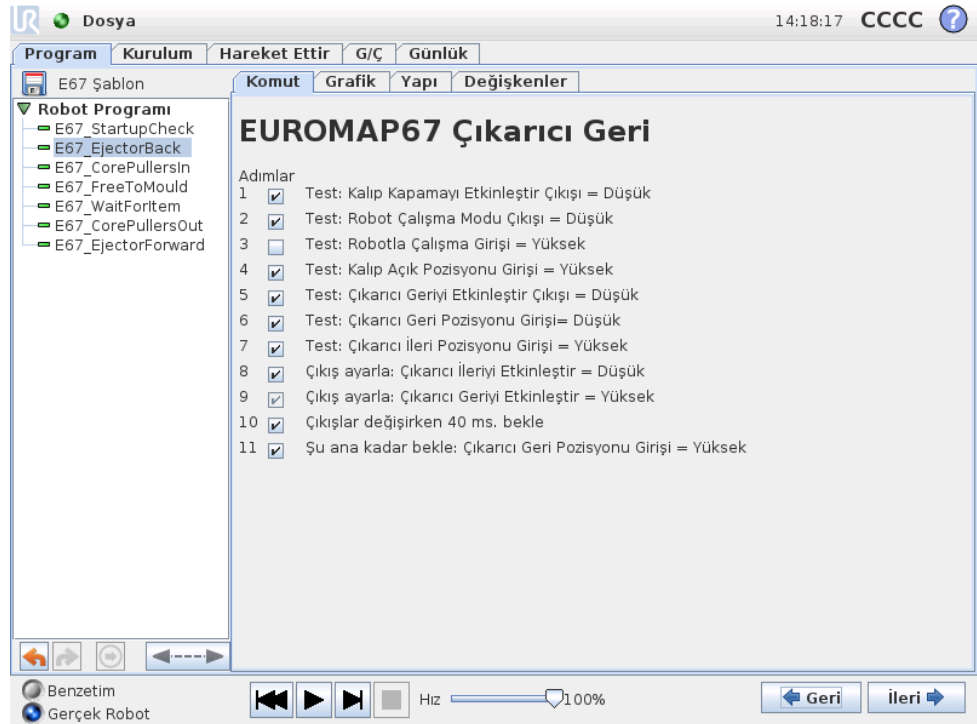 UR Dosya 14:18:17 CCCC ?
Program Kurulum Hareket Ettir G/Ç Günlük
E67 Şablon
Komut Grafik Yapı Değişkenler
Robot Programı
E67_StartupCheck
E67_EjectorBack
E67_CorePullersIn
E67_FreeToMould
E67_WaitForItem
E67_CorePullersOut
E67_EjectorForward
EUROMAP67 Çıkarıcı Geri
Adımlar
1 Test: Kalıp Kapamayı Etkinleştir Çıkışı = Düşük
2 Test: Robot Çalışma Modu Çıkışı = Düşük
3 Test: Robotla Çalışma Girişi = Yüksek
4 Test: Kalıp Açık Pozisyonu Girişi = Yüksek
5 Test: Çıkarıcı Geriyi Etkinleştir Çıkışı = Düşük
6 Test: Çıkarıcı Geri Pozisyonu Girişi= Düşük
7 Test: Çıkarıcı İleri Pozisyonu Girişi = Yüksek
8 Çıkış ayarla: Çıkarıcı İleriyi Etkinleştir = Düşük
9 Çıkış ayarla: Çıkarıcı Geriyi Etkinleştir = Yüksek
10 Çıkışlar değişirken 40 ms. bekle
11 Şu ana kadar bekle: Çıkarıcı Geri Pozisyonu Girişi = Yüksek
Benzetim
Gerçek Robot
Hız 100%
Geri İleri